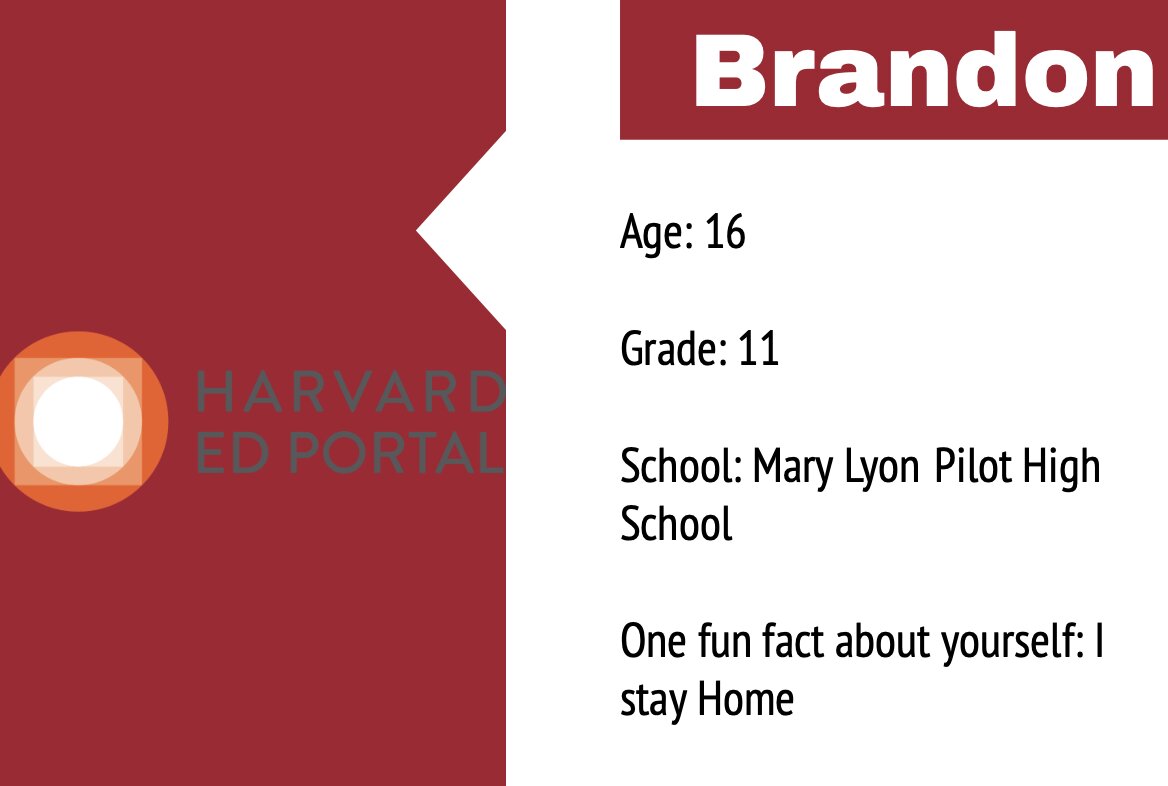 HARVARD
ED PORTAL
Brandon
Age: 16
Grade: 11
School: Mary Lyon Pilot High
School
One fun fact about yourself: I
stay Home